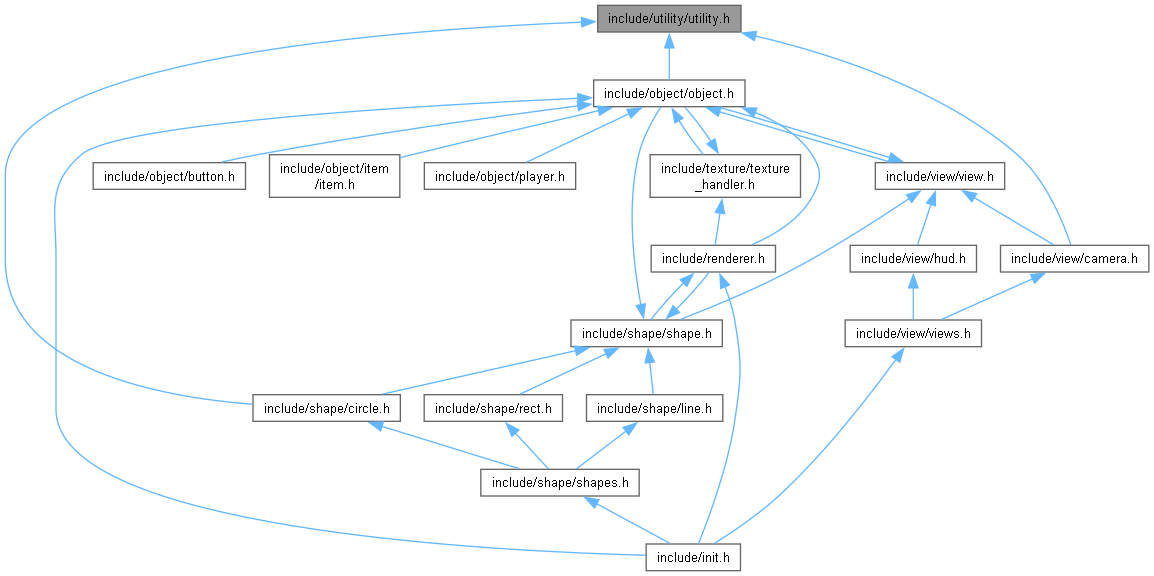 include/utility/utility.h
include/object/object.h
include/object/button.h
include/object/item
/item.h
include/object/player.h
include/texture/texture
_handler.h
include/view/view.h
include/renderer.h
include/view/hud.h
include/view/camera.h
include/shape/shape.h
include/view/views.h
include/shape/circle.h
include/shape/rect.h
include/shape/line.h
include/shape/shapes.h
include/init.h